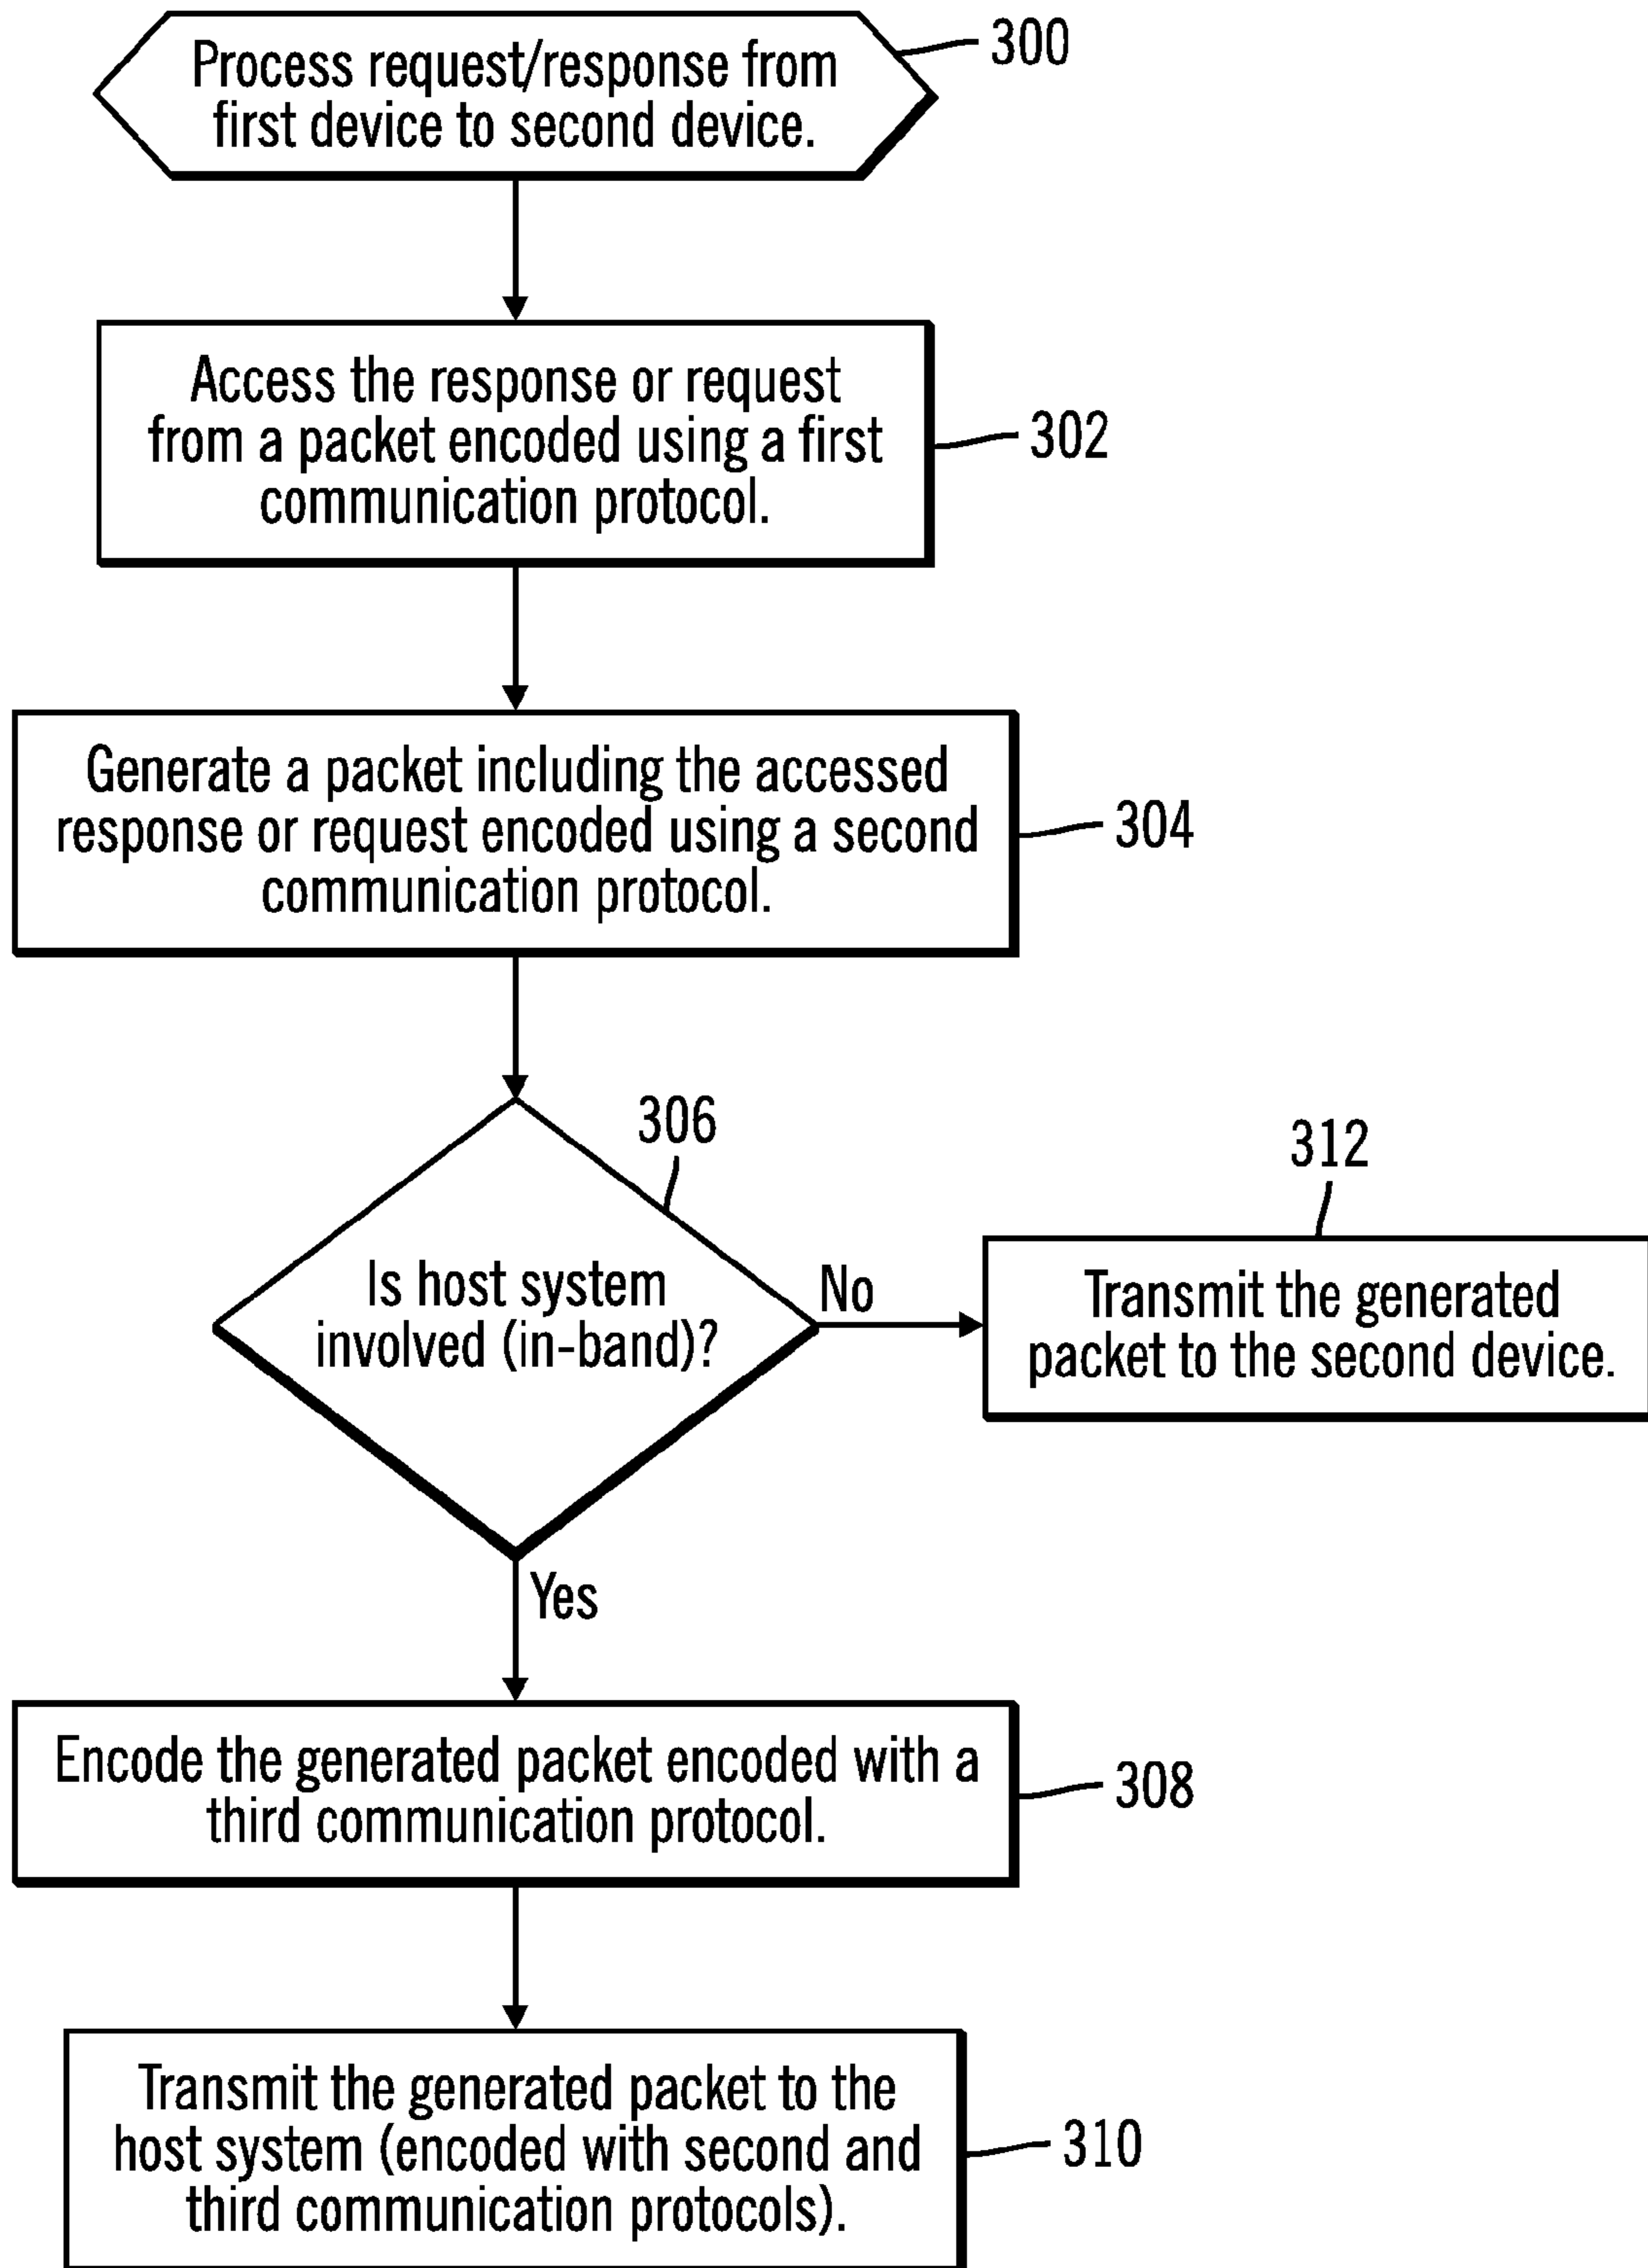 Process request/response from
first device to second device.
300
Access the response or request
from a packet encoded using a first
communication protocol.
302
Generate a packet including the accessed
response or request encoded using a second
communication protocol.
304
306
Is host system
involved (in-band)?
No
312
Transmit the generated
packet to the second device.
Yes
Encode the generated packet encoded with a
third communication protocol.
308
Transmit the generated packet to the
host system (encoded with second and
third communication protocols).
310